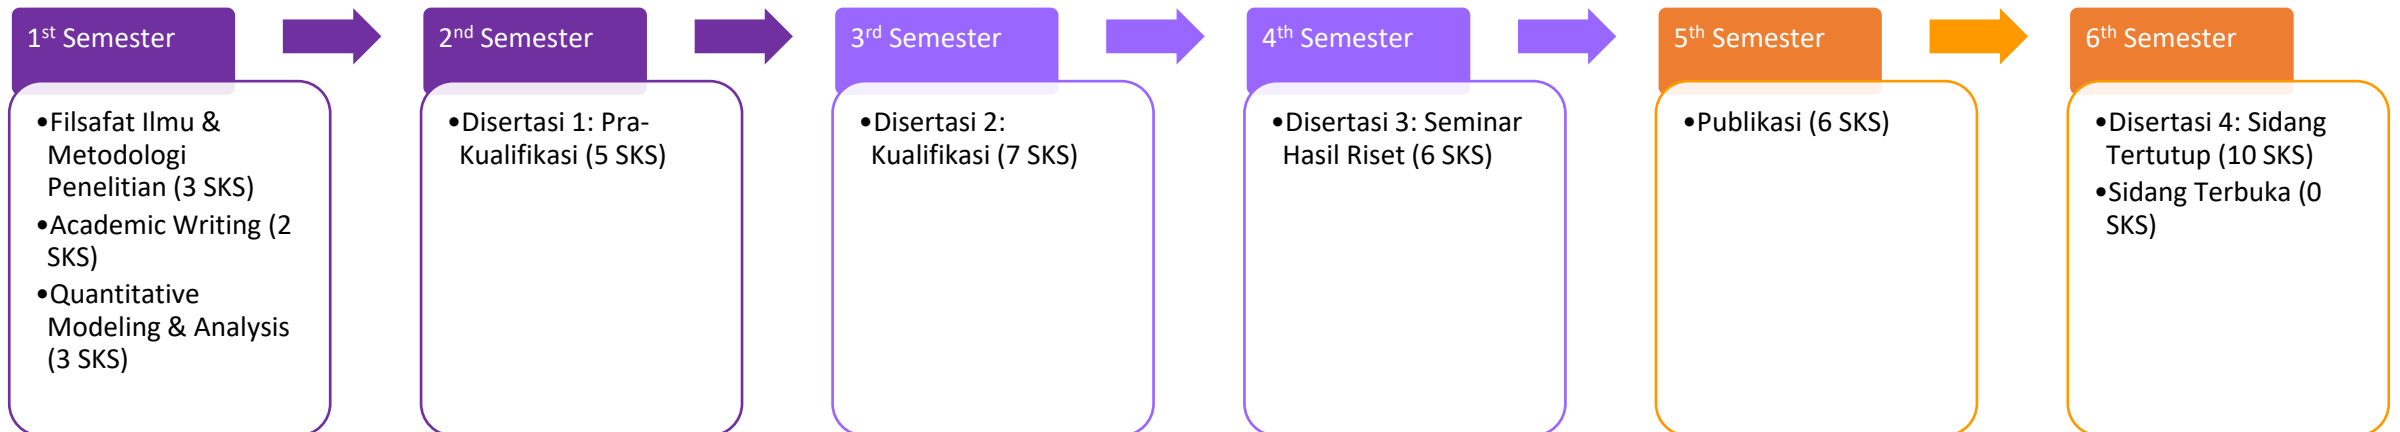 1st Semester
•Filsafat Ilmu &
Metodologi
Penelitian (3 SKS)
•Academic Writing (2
SKS)
•Quantitative
Modeling & Analysis
(3 SKS)
2nd Semester
•Disertasi 1: Pra-
Kualifikasi (5 SKS)
3rd Semester
•Disertasi 2:
Kualifikasi (7 SKS)
4th Semester
•Disertasi 3: Seminar
Hasil Riset (6 SKS)
5th Semester
•Publikasi (6 SKS)
6th Semester
•Disertasi 4: Sidang
Tertutup (10 SKS)
•Sidang Terbuka (0
SKS)